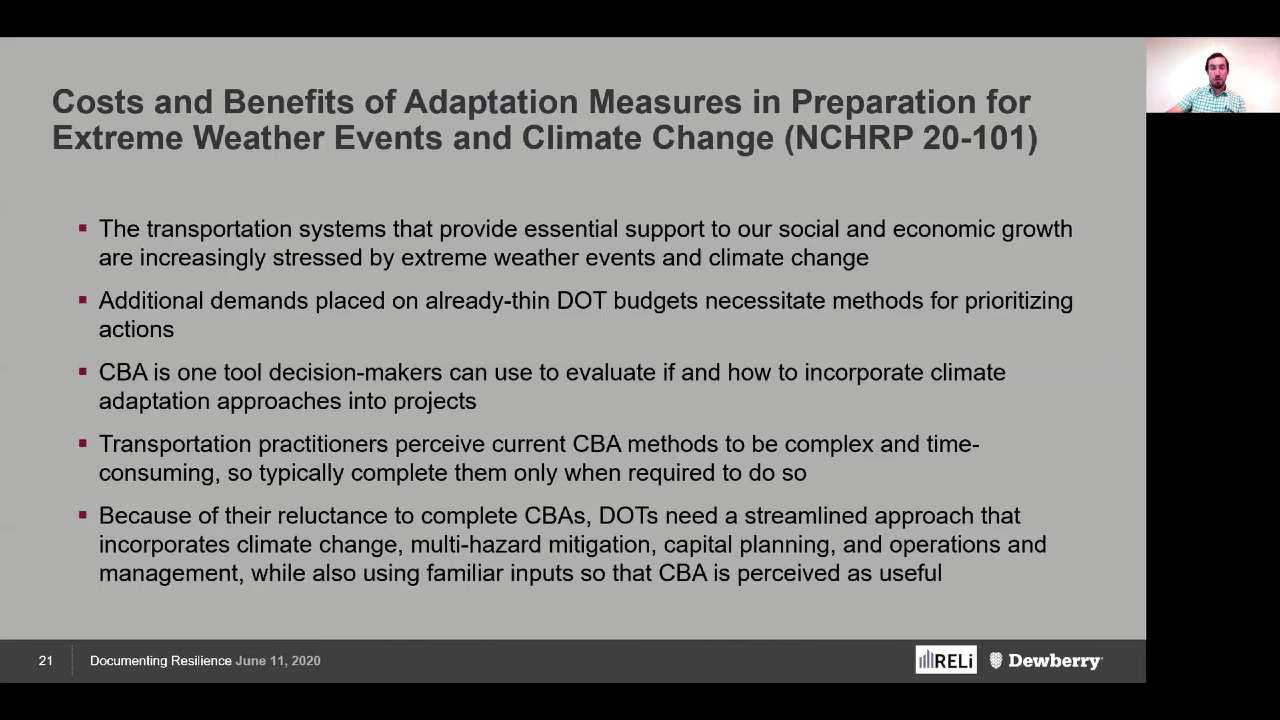 Costs and Benefits of Adaptation Measures in Preparation for
Extreme Weather Events and Climate Change (NCHRP 20-101)
The transportation systems that provide essential support to our social and economic growth
are increasingly stressed by extreme weather events and climate change
Additional demands placed on already-thin DOT budgets necessitate methods for prioritizing
actions
CBA is one tool decision-makers can use to evaluate if and how to incorporate climate
adaptation approaches into projects
Transportation practitioners perceive current CBA methods to be complex and time-
consuming, so typically complete them only when required to do so
Because of their reluctance to complete CBAs, DOTs need a streamlined approach that
incorporates climate change, multi-hazard mitigation, capital planning, and operations and
management, while also using familiar inputs so that CBA is perceived as useful
21 Documenting Resilience June 11, 2020 RELi Dewberry